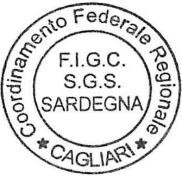 Coordinamento Federale Regionale
F.I.G.C.
S.G.S.
SARDEGNA
★ CAGLIARI ★